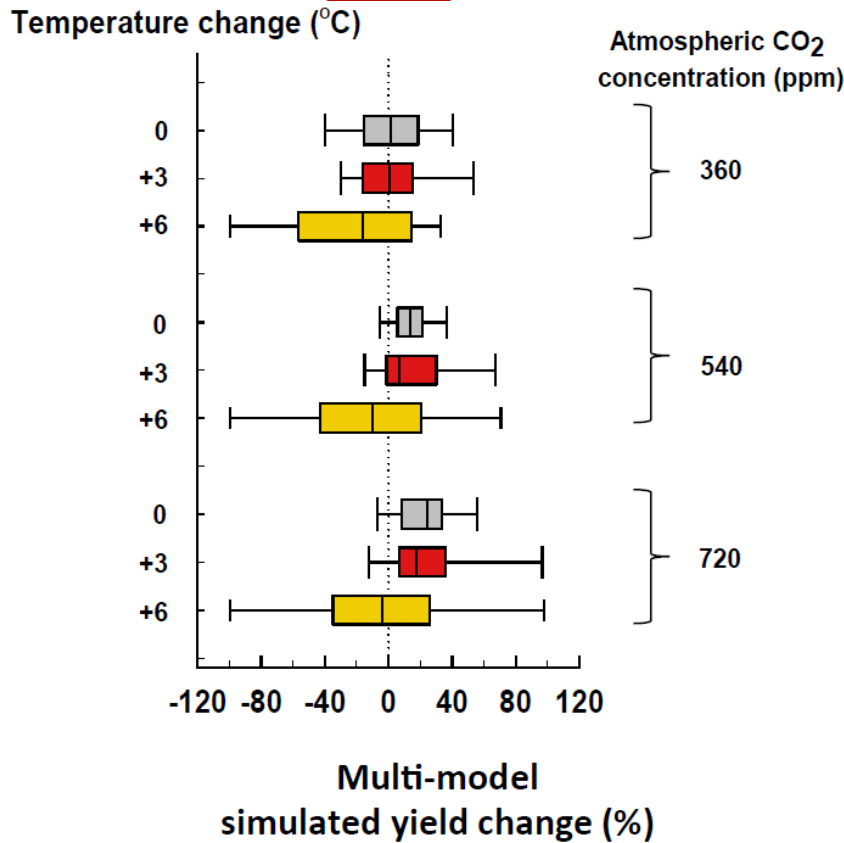 Temperature change (°C)
Atmospheric CO2
concentration (ppm)
0
+3
+6
360
0
+3
+6
540
0
+3
+6
720
-120 -80 -40 0 40 80 120
Multi-model
simulated yield change (%)